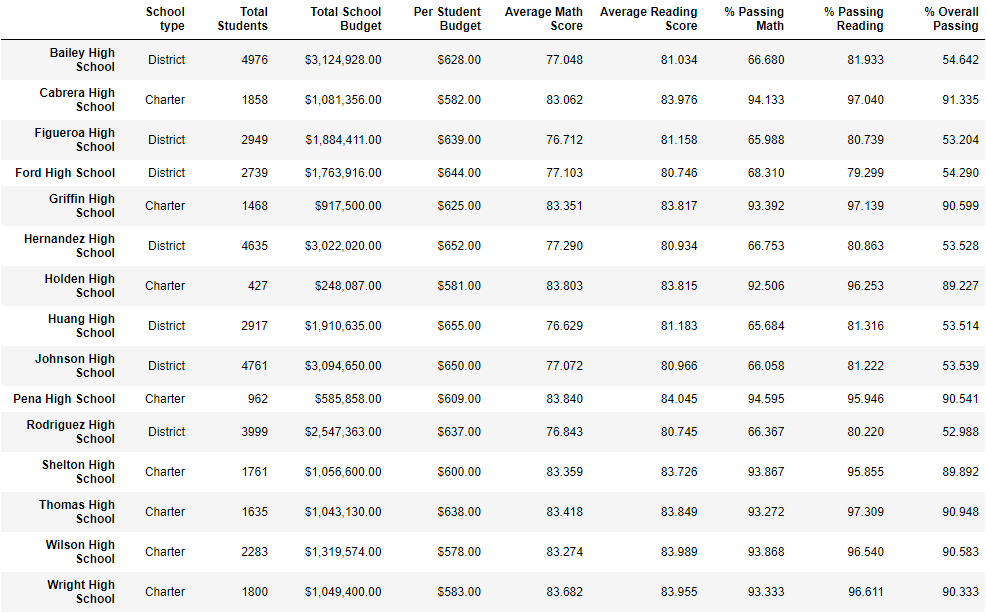 School type Total Students Total School Budget Per Student Budget Average Math Score Average Reading Score % Passing Math % Passing Reading % Overall Passing
Bailey High School District 4976 $3,124,928.00 $628.00 77.048 81.034 66.680 81.933 54.642
Cabrera High School Charter 1858 $1,081,356.00 $582.00 83.062 83.976 94.133 97.040 91.335
Figueroa High School District 2949 $1,884,411.00 $639.00 76.712 81.158 65.988 80.739 53.204
Ford High School District 2739 $1,763,916.00 $644.00 77.103 80.746 68.310 79.299 54.290
Griffin High School Charter 1468 $917,500.00 $625.00 83.351 83.817 93.392 97.139 90.599
Hernandez High School District 4635 $3,022,020.00 $652.00 77.290 80.934 66.753 80.863 53.528
Holden High School Charter 427 $248,087.00 $581.00 83.803 83.815 92.506 96.253 89.227
Huang High School District 2917 $1,910,635.00 $655.00 76.629 81.183 65.684 81.316 53.514
Johnson High School District 4761 $3,094,650.00 $650.00 77.072 80.966 66.058 81.222 53.539
Pena High School Charter 962 $585,858.00 $609.00 83.840 84.045 94.595 95.946 90.541
Rodriguez High School District 3999 $2,547,363.00 $637.00 76.843 80.745 66.367 80.220 52.988
Shelton High School Charter 1761 $1,056,600.00 $600.00 83.359 83.726 93.867 95.855 89.892
Thomas High School Charter 1635 $1,043,130.00 $638.00 83.418 83.849 93.272 97.309 90.948
Wilson High School Charter 2283 $1,319,574.00 $578.00 83.274 83.989 93.868 96.540 90.583
Wright High School Charter 1800 $1,049,400.00 $583.00 83.682 83.955 93.333 96.611 90.333